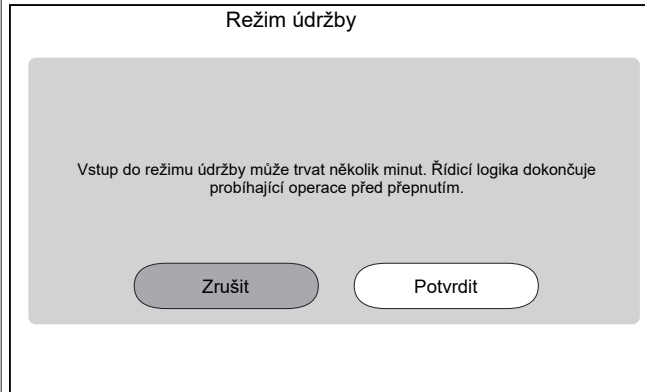 Režim údržby
Vstup do režimu údržby může trvat několik minut. Řídicí logika dokončuje
probíhající operace před přepnutím.
Zrušit
Potvrdit